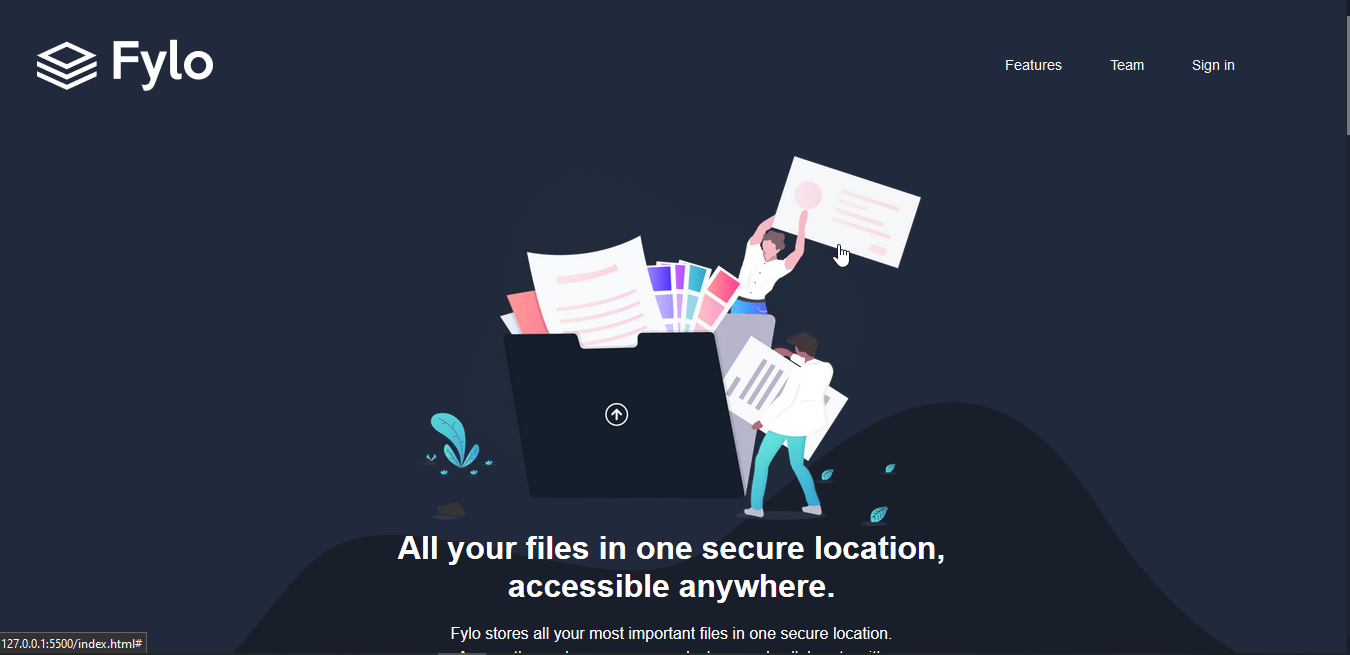 Fylo
Features
Team
Sign in
All your files in one secure location,
accessible anywhere.
Fylo stores all your most important files in one secure location.
127.0.0.1:5500/index.html#